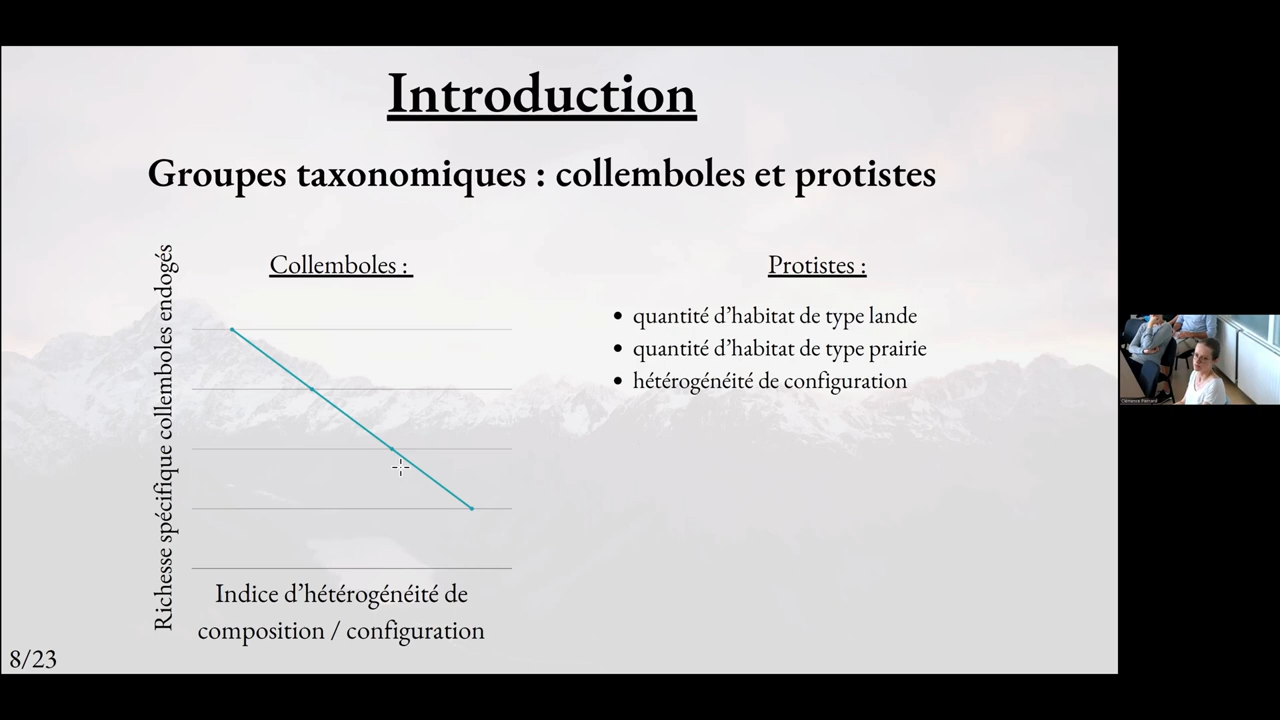 Introduction
Groupes taxonomiques : collemboles et protistes
Collemboles :
Richesse spécifique collemboles endogés
Indice d'hétérogénéité de
composition / configuration
Protistes :
• quantité d'habitat de type lande
• quantité d'habitat de type prairie
• hétérogénéité de configuration
8/23